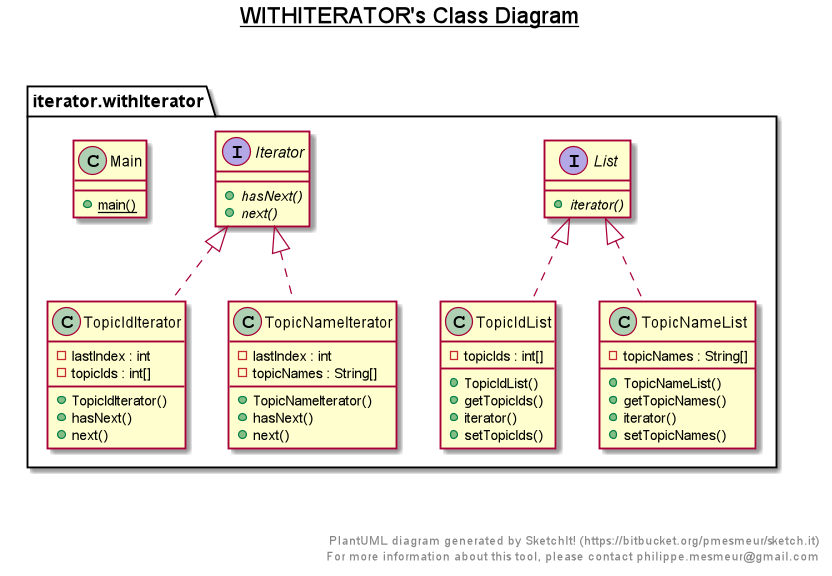 WITHITERATOR's Class Diagram
iterator.withIterator
C Main
main()
I Iterator
hasNext()
next()
I List
iterator()
C TopicIdIterator
lastIndex : int
topicIds : int[]
TopicIdIterator()
hasNext()
next()
C TopicNameIterator
lastIndex : int
topicNames : String[]
TopicNameIterator()
hasNext()
next()
C TopicIdList
topicIds : int[]
TopicIdList()
getTopicIds()
iterator()
setTopicIds()
C TopicNameList
topicNames : String[]
TopicNameList()
getTopicNames()
iterator()
setTopicNames()
PlantUML diagram generated by SketchIt! (https://bitbucket.org/pmesmeur/sketch.it)
For more information about this tool, please contact philippe.mesmeur@gmail.com